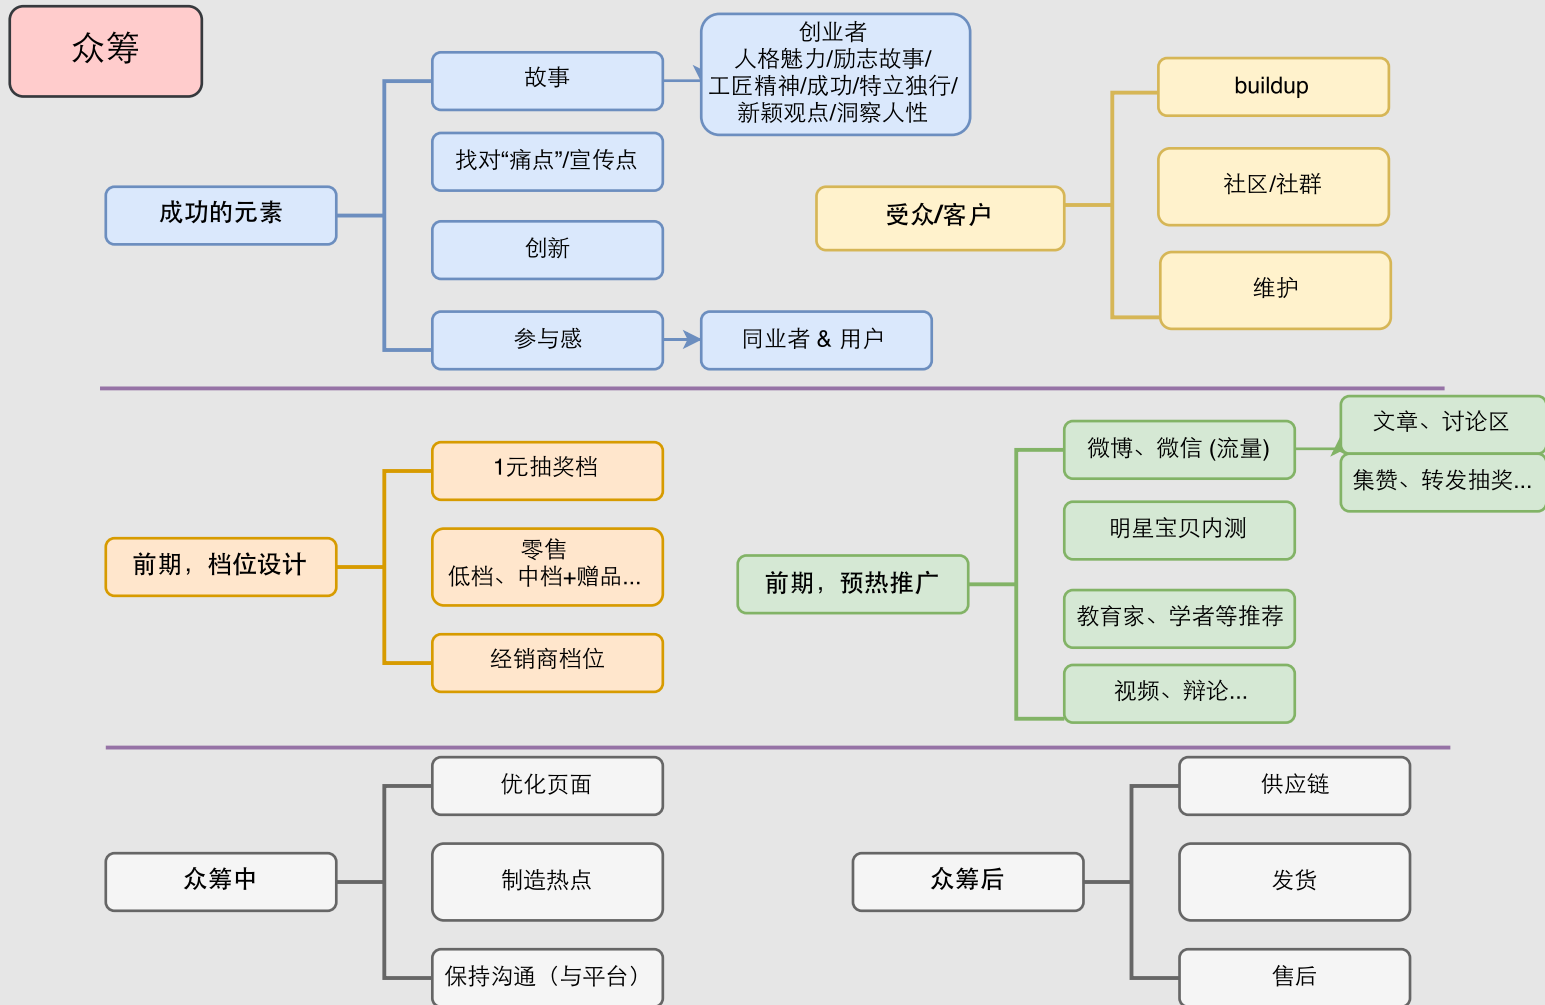 众筹
成功的元素
故事
创业者
人格魅力/励志故事/
工匠精神/成功/特立独行/
新颖观点/洞察人性
找对“痛点”/宣传点
创新
参与感
同业者 & 用户
受众/客户
buildup
社区/社群
维护
前期，档位设计
1元抽奖档
零售
低档、中档+赠品...
经销商档位
前期，预热推广
微博、微信 (流量)
文章、讨论区
集赞、转发抽奖...
明星宝贝内测
教育家、学者等推荐
视频、辩论...
众筹中
优化页面
制造热点
保持沟通（与平台）
众筹后
供应链
发货
售后